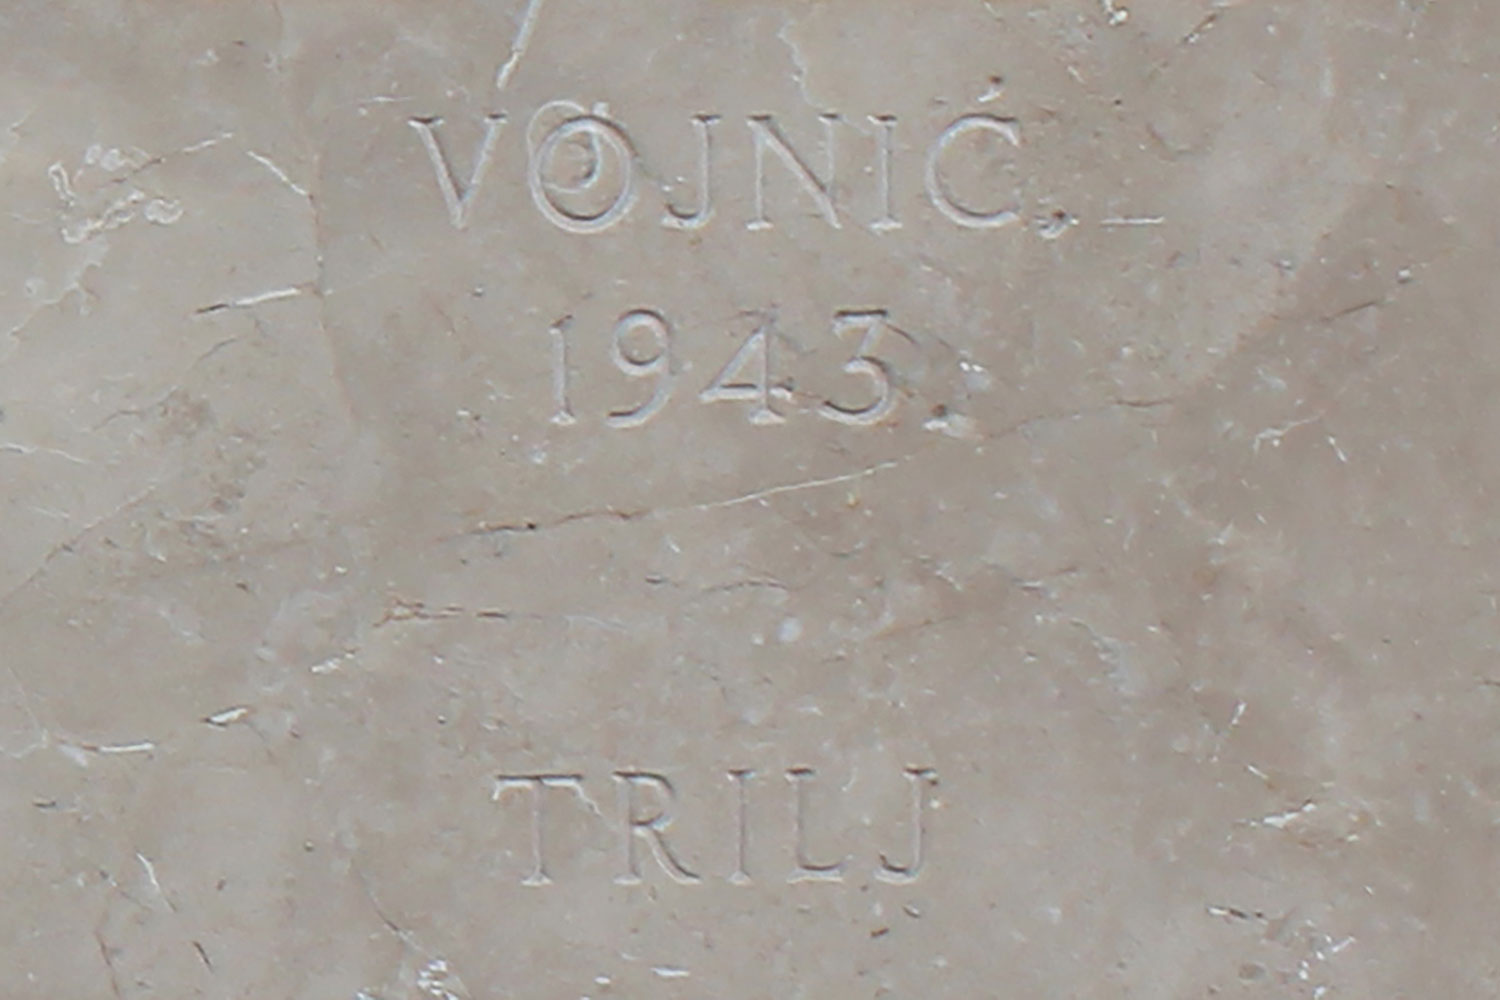 VOJNIĆ, –
1943.
TRILJ